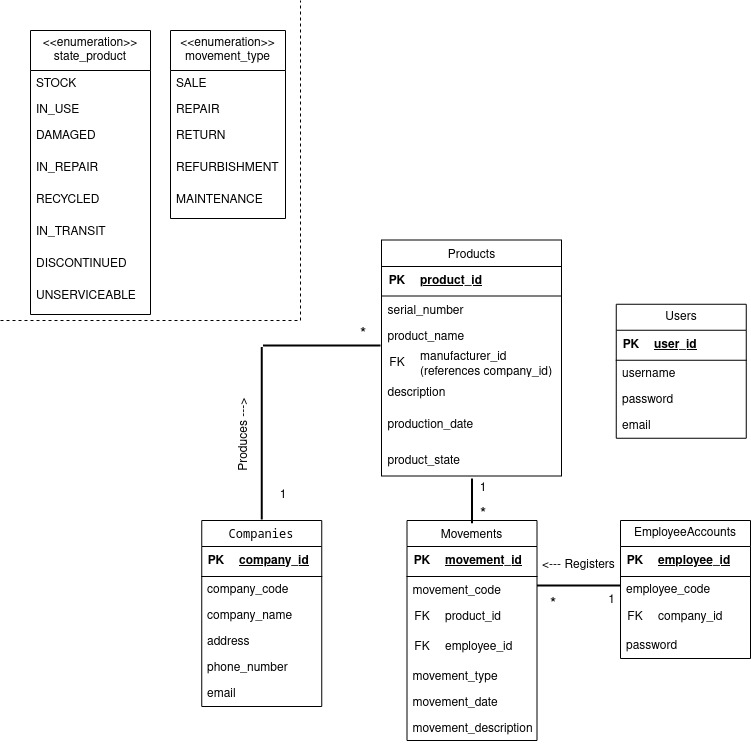 <<enumeration>>
state_product
STOCK
IN_USE
DAMAGED
IN_REPAIR
RECYCLED
IN_TRANSIT
DISCONTINUED
UNSERVICEABLE
<<enumeration>>
movement_type
SALE
REPAIR
RETURN
REFURBISHMENT
MAINTENANCE
Products
PK product_id
serial_number
product_name
FK manufacturer_id
(references company_id)
description
production_date
product_state
Users
PK user_id
username
password
email
*
Produces --->
1
1
*
Companies
PK company_id
company_code
company_name
address
phone_number
email
Movements
PK movement_id
movement_code
FK product_id
FK employee_id
movement_type
movement_date
movement_description
<--- Registers
*
1
EmployeeAccounts
PK employee_id
employee_code
FK company_id
password